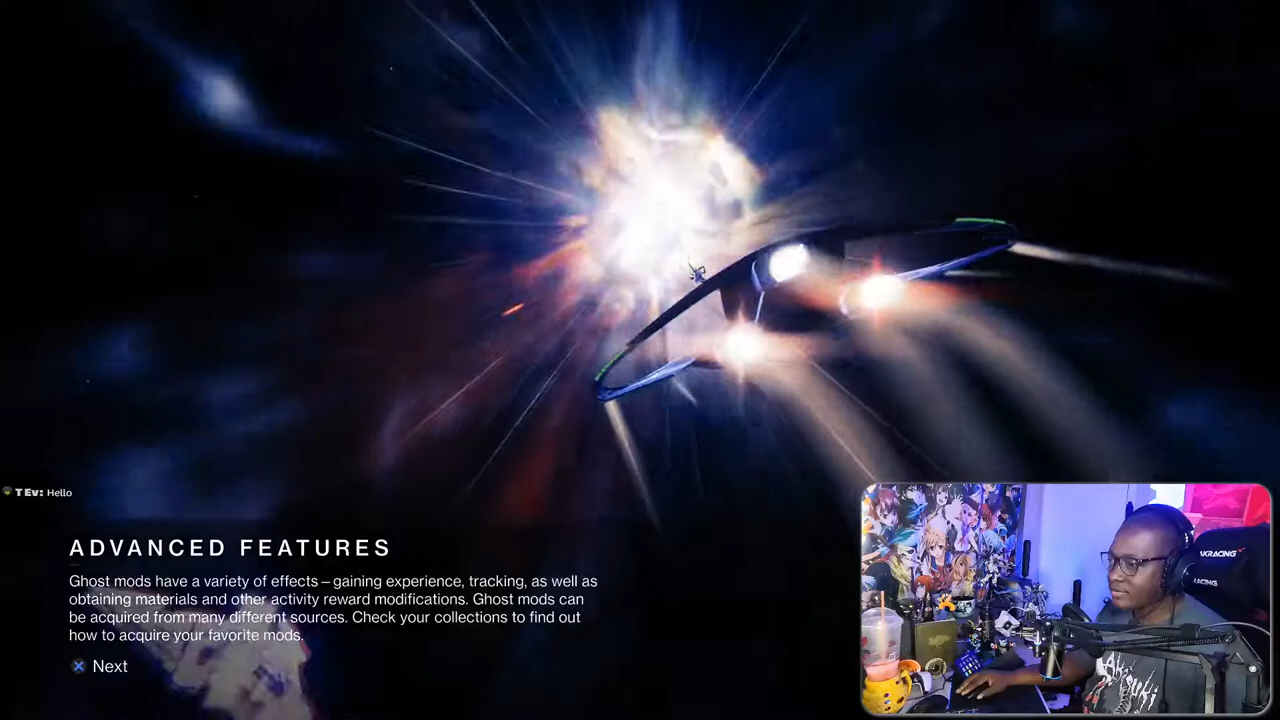 TEv: Hello
ADVANCED FEATURES
Ghost mods have a variety of effects – gaining experience, tracking, as well as
obtaining materials and other activity reward modifications. Ghost mods can
be acquired from many different sources. Check your collections to find out
how to acquire your favorite mods.
Next
AKRACING